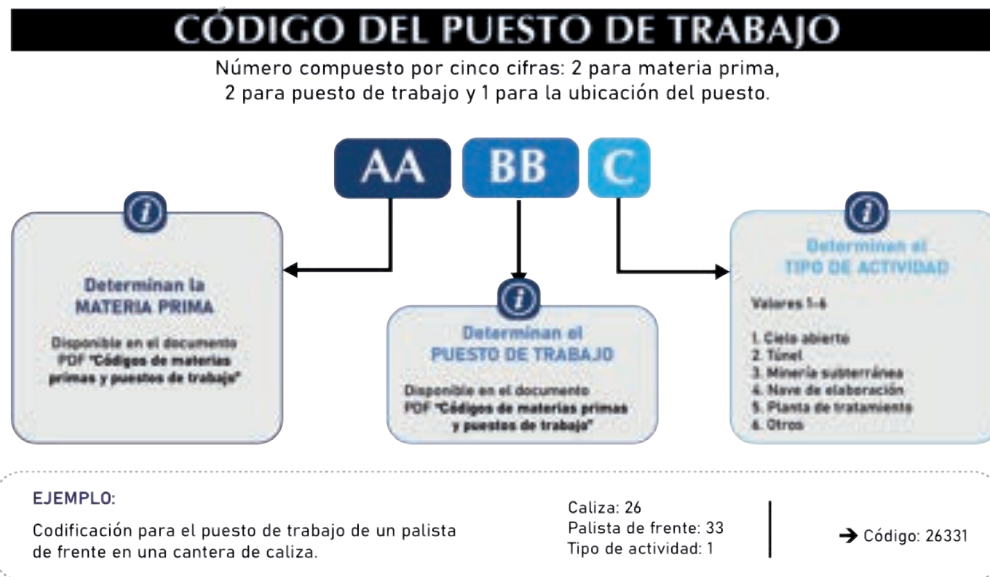 CÓDIGO DEL PUESTO DE TRABAJO
Número compuesto por cinco cifras: 2 para materia prima,
2 para puesto de trabajo y 1 para la ubicación del puesto.
AA BB C
i
Determinan la
MATERIA PRIMA
Disponible en el documento
PDF "Códigos de materias
primas y puestos de trabajo"
i
Determinan el
PUESTO DE TRABAJO
Disponible en el documento
PDF "Códigos de materias primas
y puestos de trabajo"
i
Determinan el
TIPO DE ACTIVIDAD
Valores 1-6
1. Cielo abierto
2. Túnel
3. Minería subterránea
4. Nave de elaboración
5. Planta de tratamiento
6. Otros
EJEMPLO:
Codificación para el puesto de trabajo de un palista
de frente en una cantera de caliza.
Caliza: 26
Palista de frente: 33
Tipo de actividad: 1
➔ Código: 26331